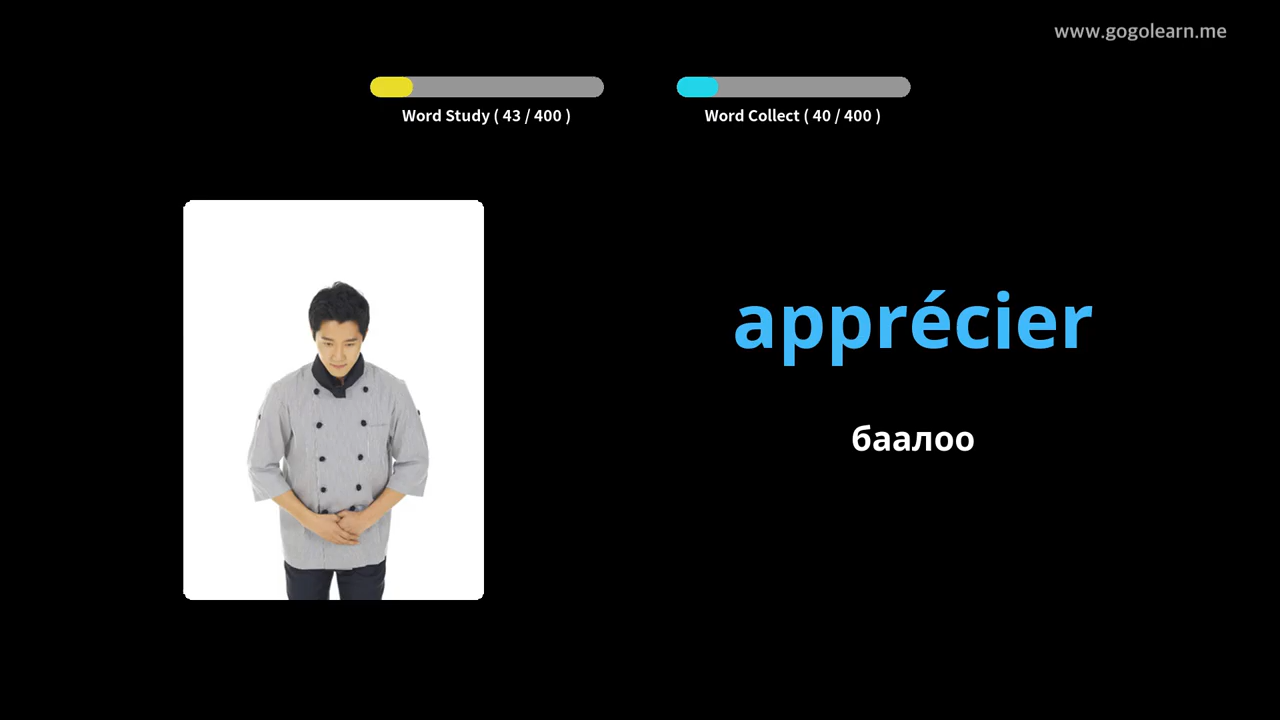 www.gogolearn.me
Word Study ( 43 / 400 )
Word Collect ( 40 / 400 )
apprécier
баалоо